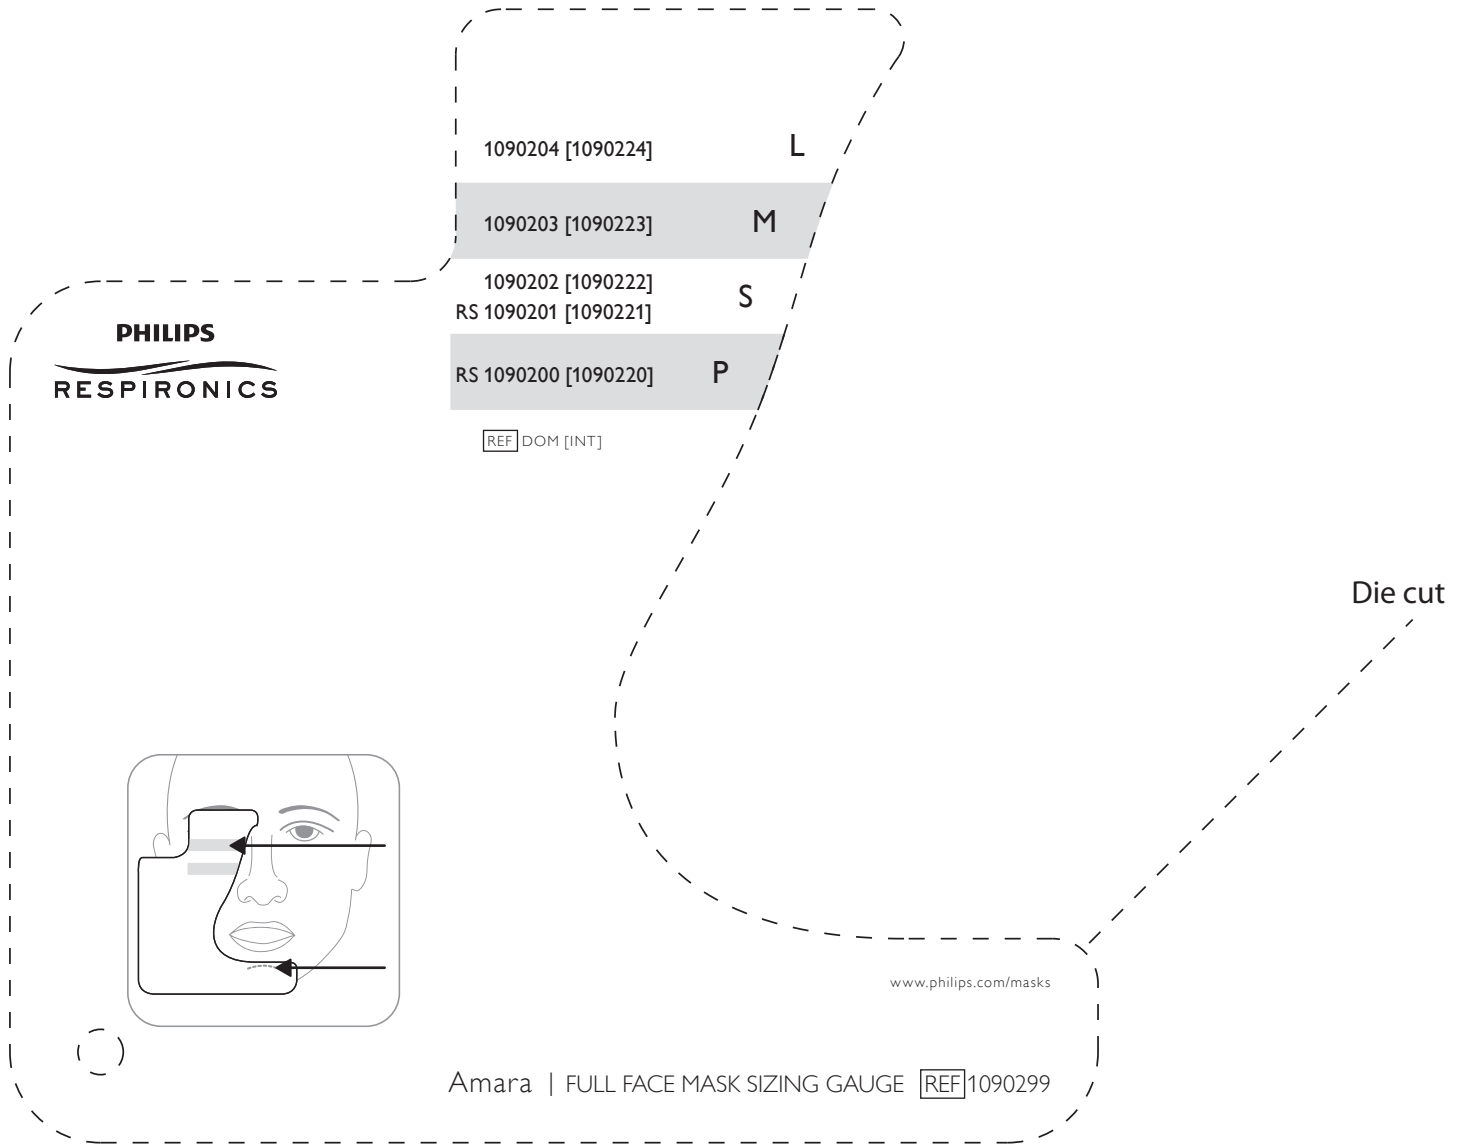 1090204 [1090224] L
1090203 [1090223] M
1090202 [1090222]
RS 1090201 [1090221] S
RS 1090200 [1090220] P
REF DOM [INT]
PHILIPS
RESPIRONICS
Die cut
www.philips.com/masks
Amara | FULL FACE MASK SIZING GAUGE REF 1090299